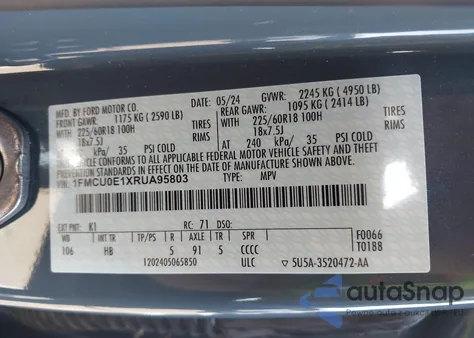 MFD. BY FORD MOTOR CO. 05/24 GVWR: 2245 KG ( 4950 LB)
FRONT GAWR: 1175 KG ( 2590 LB) REAR GAWR: 1095 KG ( 2414 LB)
225/60R18 100H TIRES 225/60R18 100H TIRES
18x7.5J RIMS 18x7.5J RIMS
kPa/ 35 PSI COLD AT 240 kPa/ 35 PSI COLD
THIS VEHICLE CONFORMS TO ALL APPLICABLE FEDERAL MOTOR VEHICLE SAFETY AND THEFT PREVENTION STANDARDS IN EFFECT ON THE DATE OF MANUFACTURE SHOWN ABOVE.
VIN: 1FMCU0E1XRUA95803 TYPE: MPV
EXT PNT: K1 RC: 71 DSO: F0066
WB INT TR TP/PS R AXLE TR SPR T0188
106 HB 5 91 5 CCCC
1202405065850 ULC 5U5A-3520472-AA
autoSnap